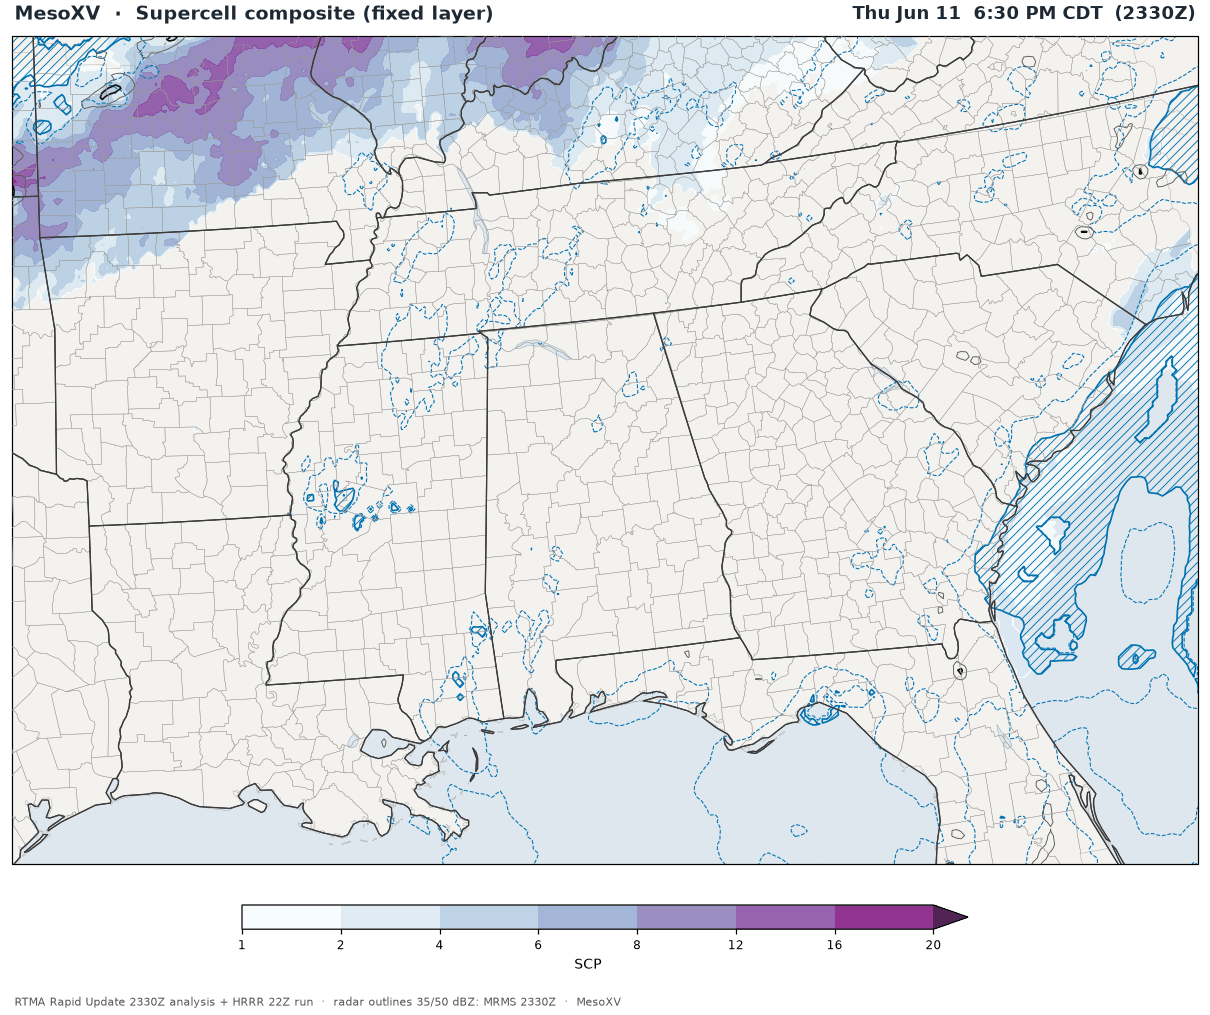 MesoXV · Supercell composite (fixed layer)
Thu Jun 11 6:30 PM CDT (2330Z)
1 2 4 6 8 12 16 20
SCP
RTMA Rapid Update 2330Z analysis + HRRR 22Z run · radar outlines 35/50 dBZ: MRMS 2330Z · MesoXV